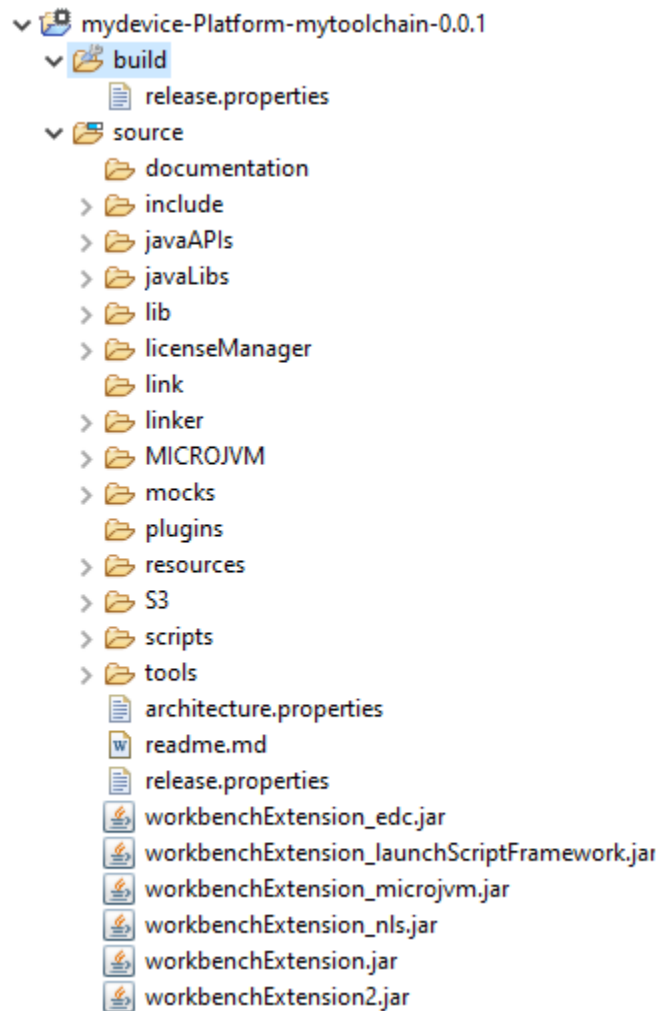 mydevice-Platform-mytoolchain-0.0.1
build
release.properties
source
documentation
include
javaAPIs
javaLibs
lib
licenseManager
link
linker
MICROJVM
mocks
plugins
resources
S3
scripts
tools
architecture.properties
readme.md
release.properties
workbenchExtension_edc.jar
workbenchExtension_launchScriptFramework.jar
workbenchExtension_microjvm.jar
workbenchExtension_nls.jar
workbenchExtension.jar
workbenchExtension2.jar